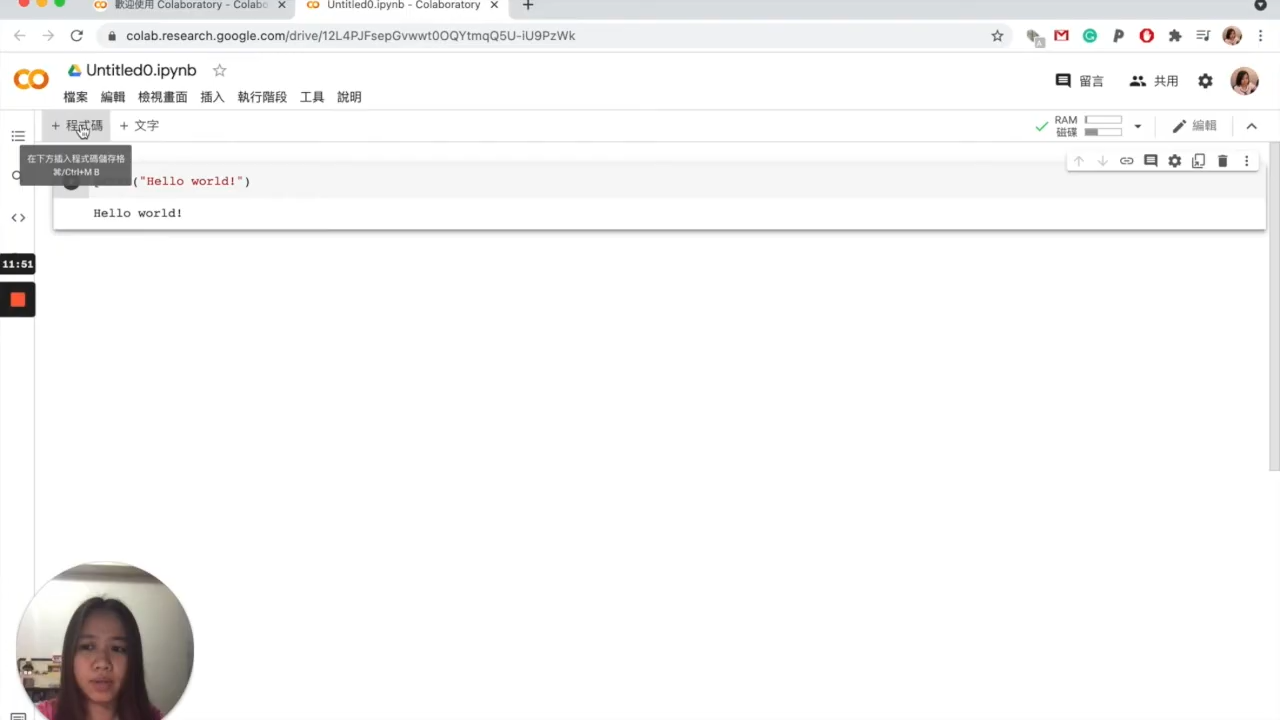 歡迎使用 Colaboratory - Colabo
Untitled0.ipynb - Colaboratory
colab.research.google.com/drive/12L4PJFsepGvwwt0OQYtmqQ5U-iU9PzWk
Untitled0.ipynb
留言
共用
檔案 編輯 檢視畫面 插入 執行階段 工具 說明
+ 程式碼 + 文字
RAM
磁碟
編輯
在下方插入程式碼儲存格
⌘/Ctrl+M B
("Hello world!")
Hello world!
11:51